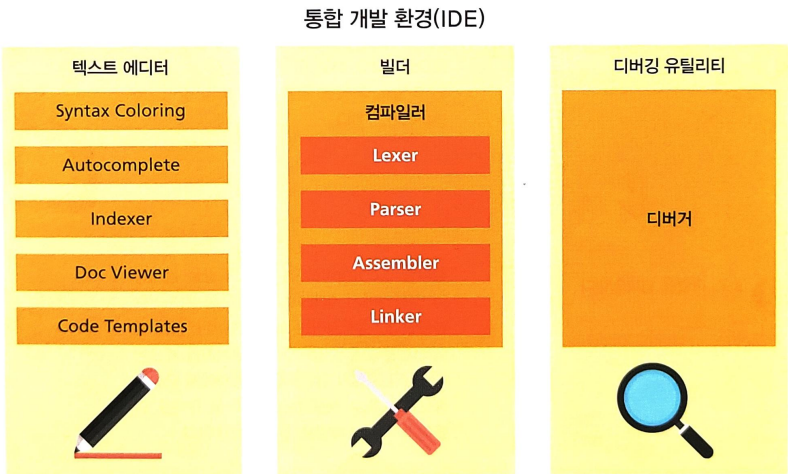 통합 개발 환경(IDE)
텍스트 에디터
Syntax Coloring
Autocomplete
Indexer
Doc Viewer
Code Templates
빌더
컴파일러
Lexer
Parser
Assembler
Linker
디버깅 유틸리티
디버거